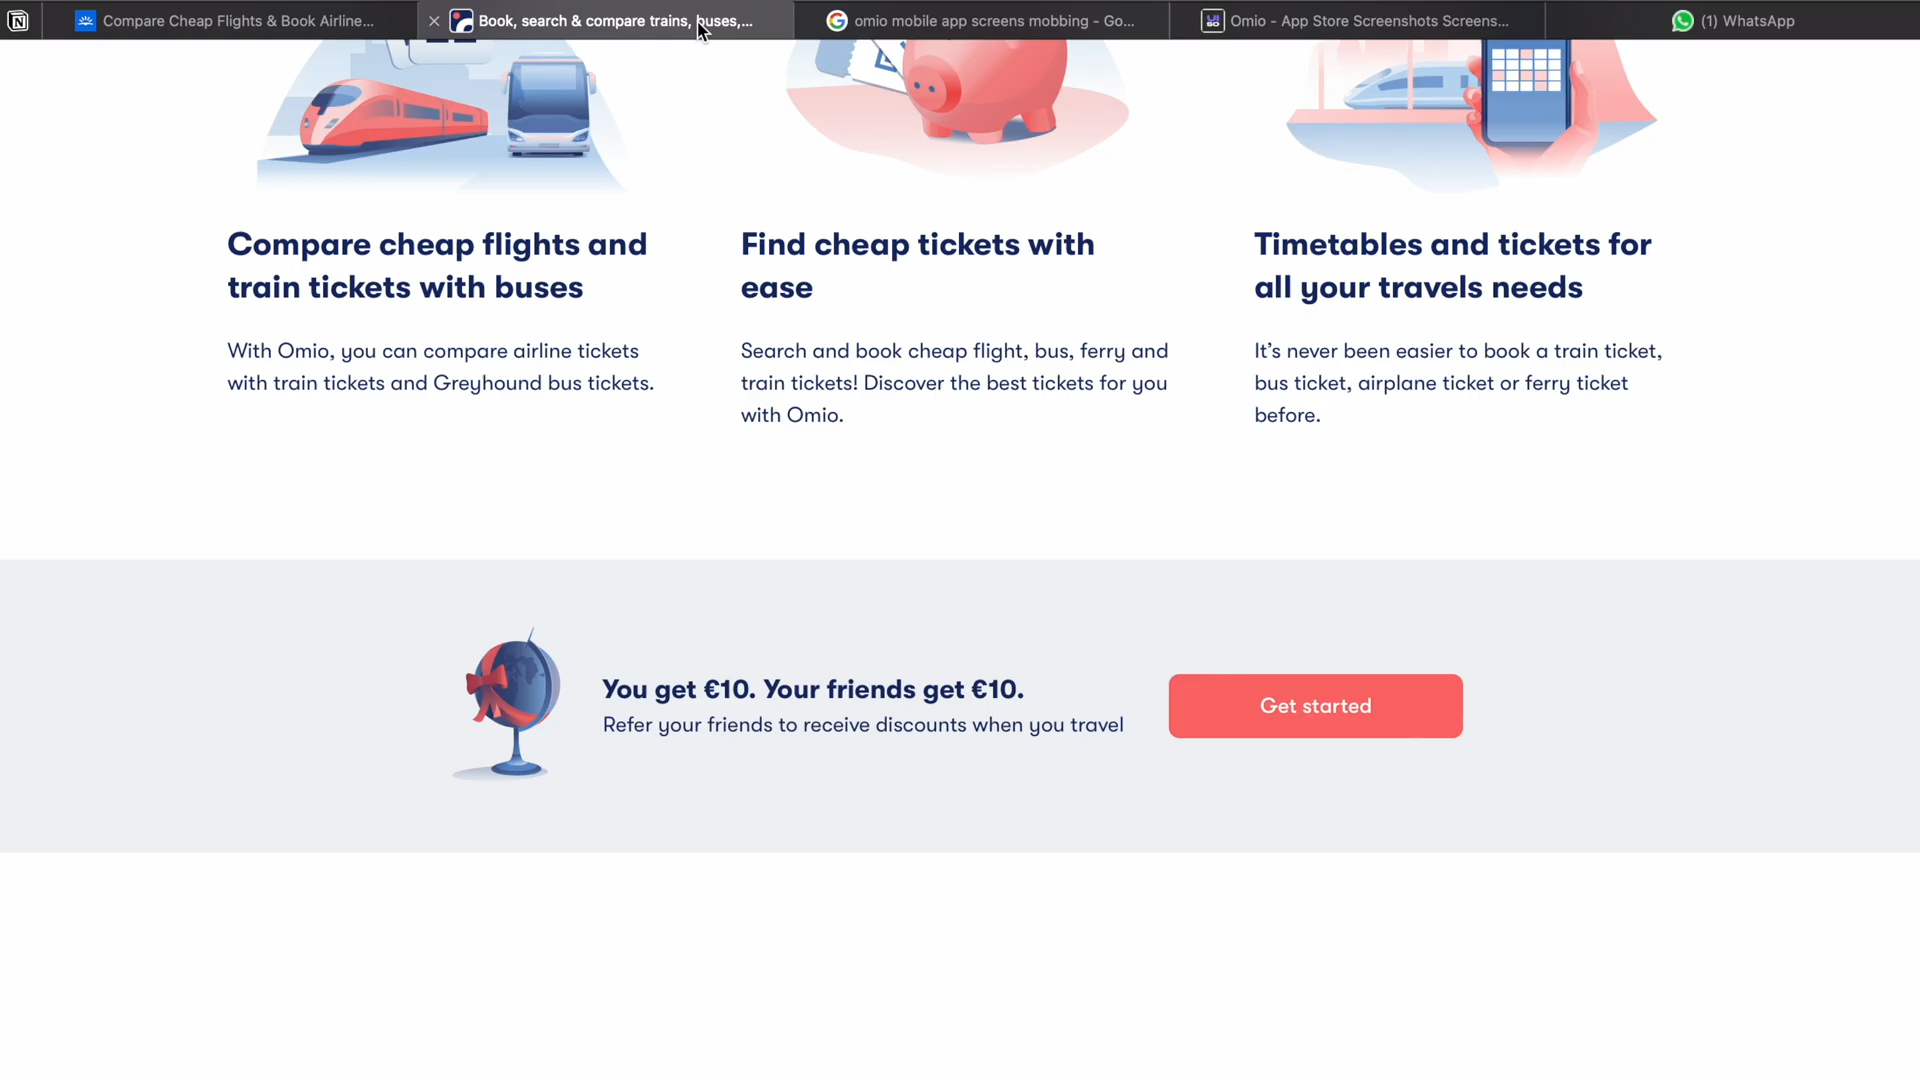 Compare Cheap Flights & Book Airline...
Book, search & compare trains, buses,...
omio mobile app screens mobbing - Go...
Omio - App Store Screenshots Screens...
(1) WhatsApp
Compare cheap flights and
train tickets with buses
With Omio, you can compare airline tickets
with train tickets and Greyhound bus tickets.
Find cheap tickets with
ease
Search and book cheap flight, bus, ferry and
train tickets! Discover the best tickets for you
with Omio.
Timetables and tickets for
all your travels needs
It’s never been easier to book a train ticket,
bus ticket, airplane ticket or ferry ticket
before.
You get €10. Your friends get €10.
Refer your friends to receive discounts when you travel
Get started